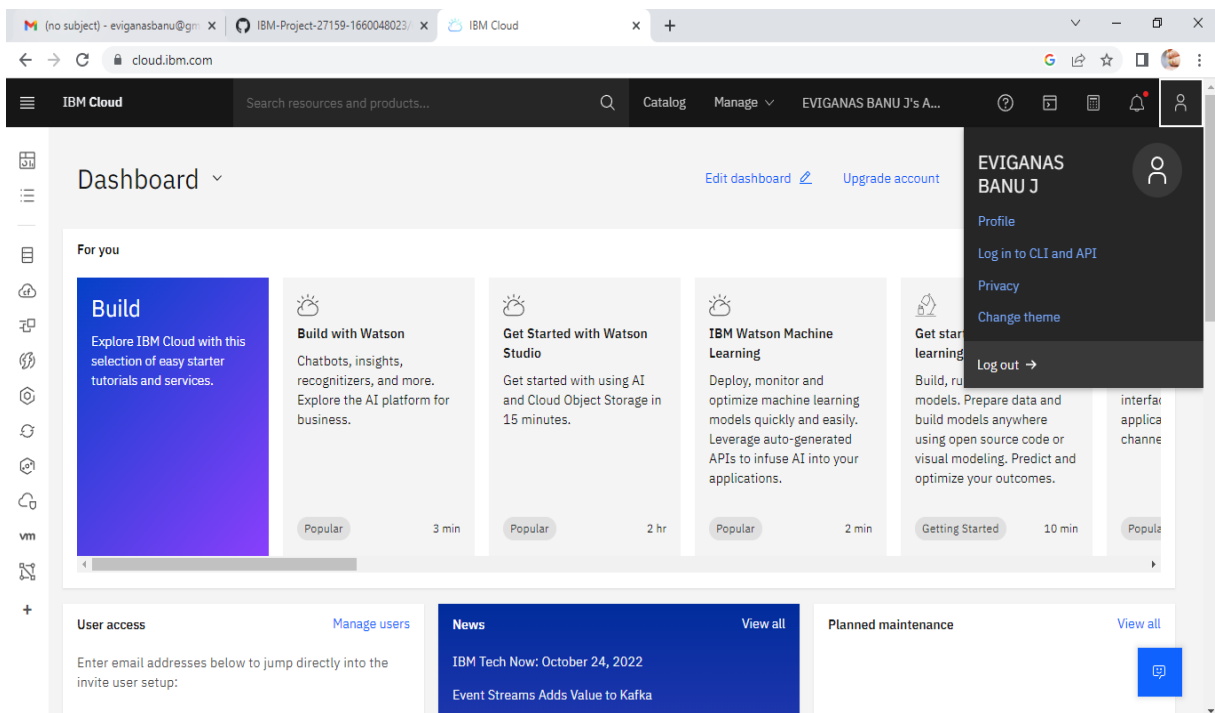 (no subject) - eviganasbanu@gm
IBM-Project-27159-1660048023/
IBM Cloud
cloud.ibm.com
IBM Cloud
Search resources and products...
Catalog
Manage
EVIGANAS BANU J's A...
EVIGANAS
BANU J
Profile
Log in to CLI and API
Privacy
Change theme
Log out →
Dashboard
Edit dashboard
Upgrade account
For you
Build
Explore IBM Cloud with this
selection of easy starter
tutorials and services.
Build with Watson
Chatbots, insights,
recognizers, and more.
Explore the AI platform for
business.
Popular 3 min
Get Started with Watson
Studio
Get started with using AI
and Cloud Object Storage in
15 minutes.
Popular 2 hr
IBM Watson Machine
Learning
Deploy, monitor and
optimize machine learning
models quickly and easily.
Leverage auto-generated
APIs to infuse AI into your
applications.
Popular 2 min
Get star
learning
Build, ru
models. Prepare data and
build models anywhere
using open source code or
visual modeling. Predict and
optimize your outcomes.
Getting Started 10 min
interfac
applica
channe
Popula
vm
User access
Manage users
Enter email addresses below to jump directly into the
invite user setup:
News
View all
IBM Tech Now: October 24, 2022
Event Streams Adds Value to Kafka
Planned maintenance
View all